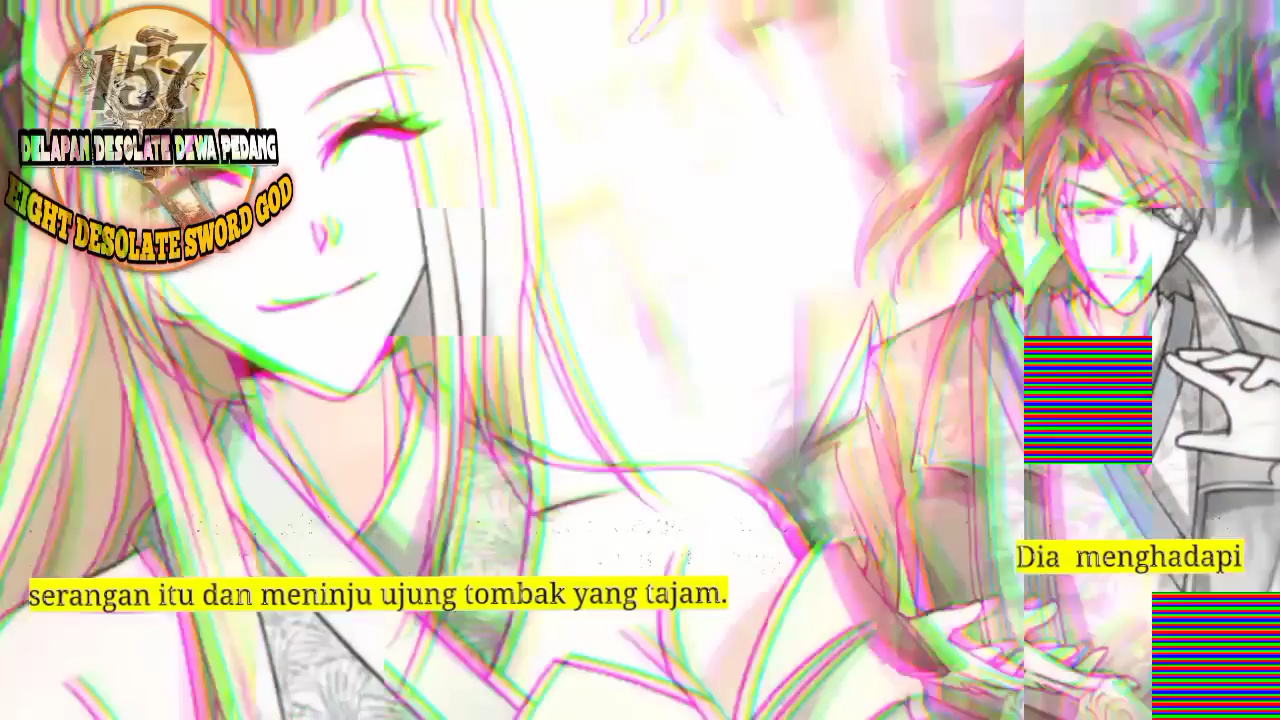 157
DELAPAN DESOLATE DEWA PEDANG
EIGHT DESOLATE SWORD GOD
Dia menghadapi
serangan itu dan meninju ujung tombak yang tajam.